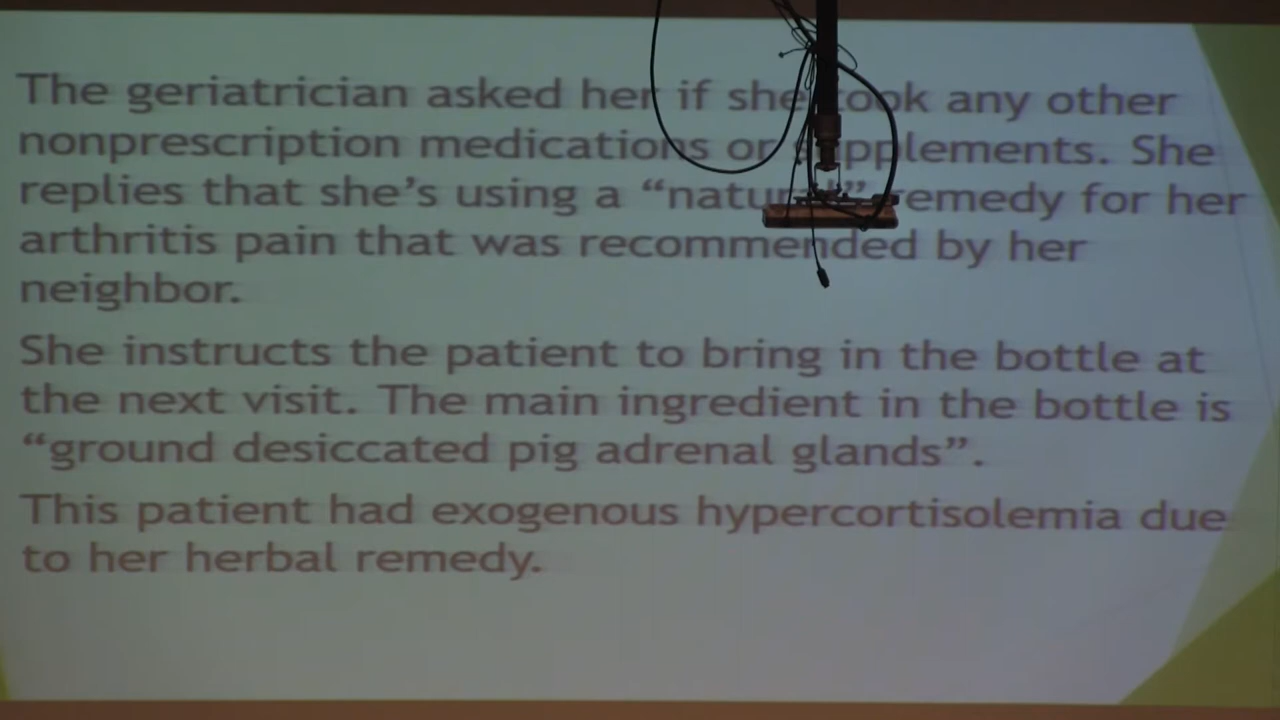 The geriatrician asked her if she took any other
nonprescription medications or supplements. She
replies that she’s using a “natural” remedy for her
arthritis pain that was recommended by her
neighbor.
She instructs the patient to bring in the bottle at
the next visit. The main ingredient in the bottle is
“ground desiccated pig adrenal glands”.
This patient had exogenous hypercortisolemia due
to her herbal remedy.